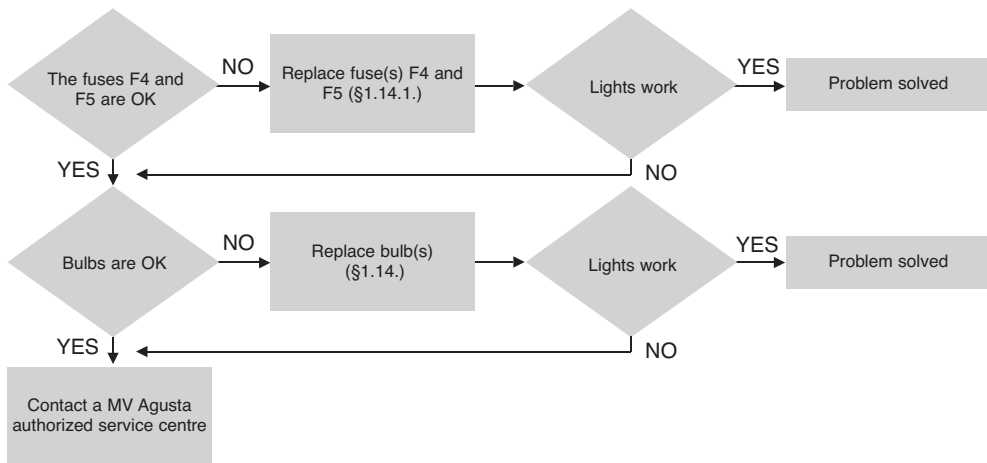 The fuses F4 and
F5 are OK
NO
Replace fuse(s) F4 and
F5 (§1.14.1.)
Lights work
YES
Problem solved
YES
NO
Bulbs are OK
NO
Replace bulb(s)
(§1.14.)
Lights work
YES
Problem solved
YES
NO
Contact a MV Agusta
authorized service centre